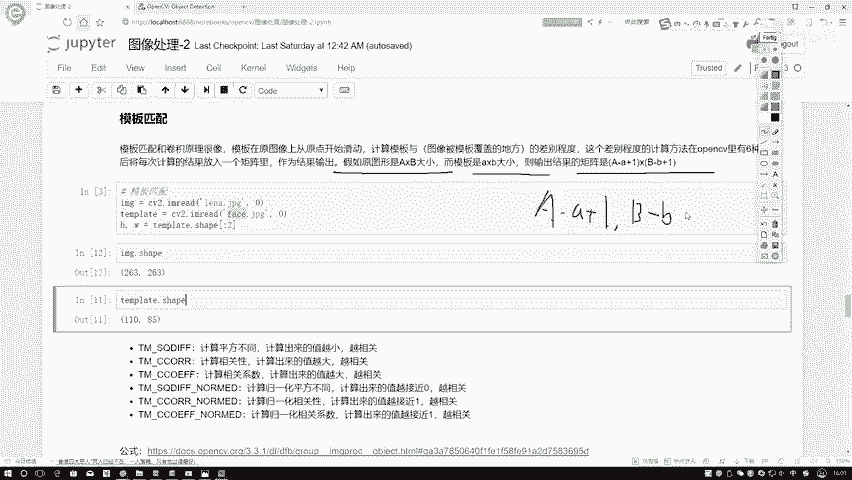 图像处理-2
OpenCV: Object Detection
http://localhost:8888/notebooks/opencv/图像处理/图像处理-2.ipynb
点此搜索
jupyter 图像处理-2 Last Checkpoint: Last Saturday at 12:42 AM (autosaved)
Fertig
Logout
File Edit View Insert Cell Kernel Widgets Help
Trusted
Code
模板匹配
模板匹配和卷积原理很像，模板在原图像上从原点开始滑动，计算模板与（图像被模板覆盖的地方）的差别程度，这个差别程度的计算方法在opencv里有6种
后将每次计算的结果放入一个矩阵里，作为结果输出。假如原图形是AxB大小，而模板是axb大小，则输出结果的矩阵是(A-a+1)x(B-b+1)
In [3]: # 模板匹配
img = cv2.imread('lena.jpg', 0)
template = cv2.imread('face.jpg', 0)
h, w = template.shape[:2]
A-a+1, B-b
In [12]: img.shape
Out[12]: (263, 263)
In [11]: template.shape
Out[11]: (110, 85)
TM_SQDIFF：计算平方不同，计算出来的值越小，越相关
TM_CCORR：计算相关性，计算出来的值越大，越相关
TM_CCOEFF：计算相关系数，计算出来的值越大，越相关
TM_SQDIFF_NORMED：计算归一化平方不同，计算出来的值越接近0，越相关
TM_CCORR_NORMED：计算归一化相关性，计算出来的值越接近1，越相关
TM_CCOEFF_NORMED：计算归一化相关系数，计算出来的值越接近1，越相关
公式：https://docs.opencv.org/3.3.1/df/dfb/group__imgproc__object.html#ga3a7850640f1fe1f58fe91a2d7583695d